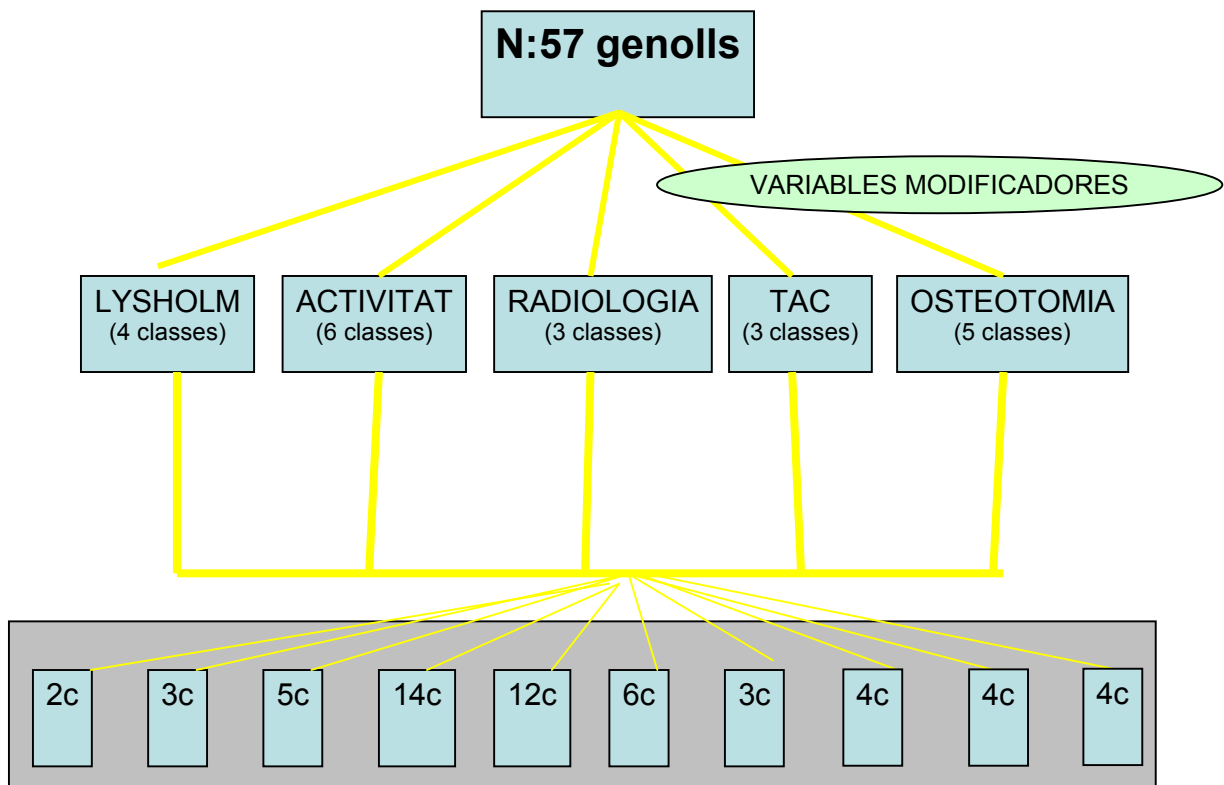 N:57 genolls
VARIABLES MODIFICADORES
LYSHOLM
(4 classes)
ACTIVITAT
(6 classes)
RADIOLOGIA
(3 classes)
TAC
(3 classes)
OSTEOTOMIA
(5 classes)
2c
3c
5c
14c
12c
6c
3c
4c
4c
4c